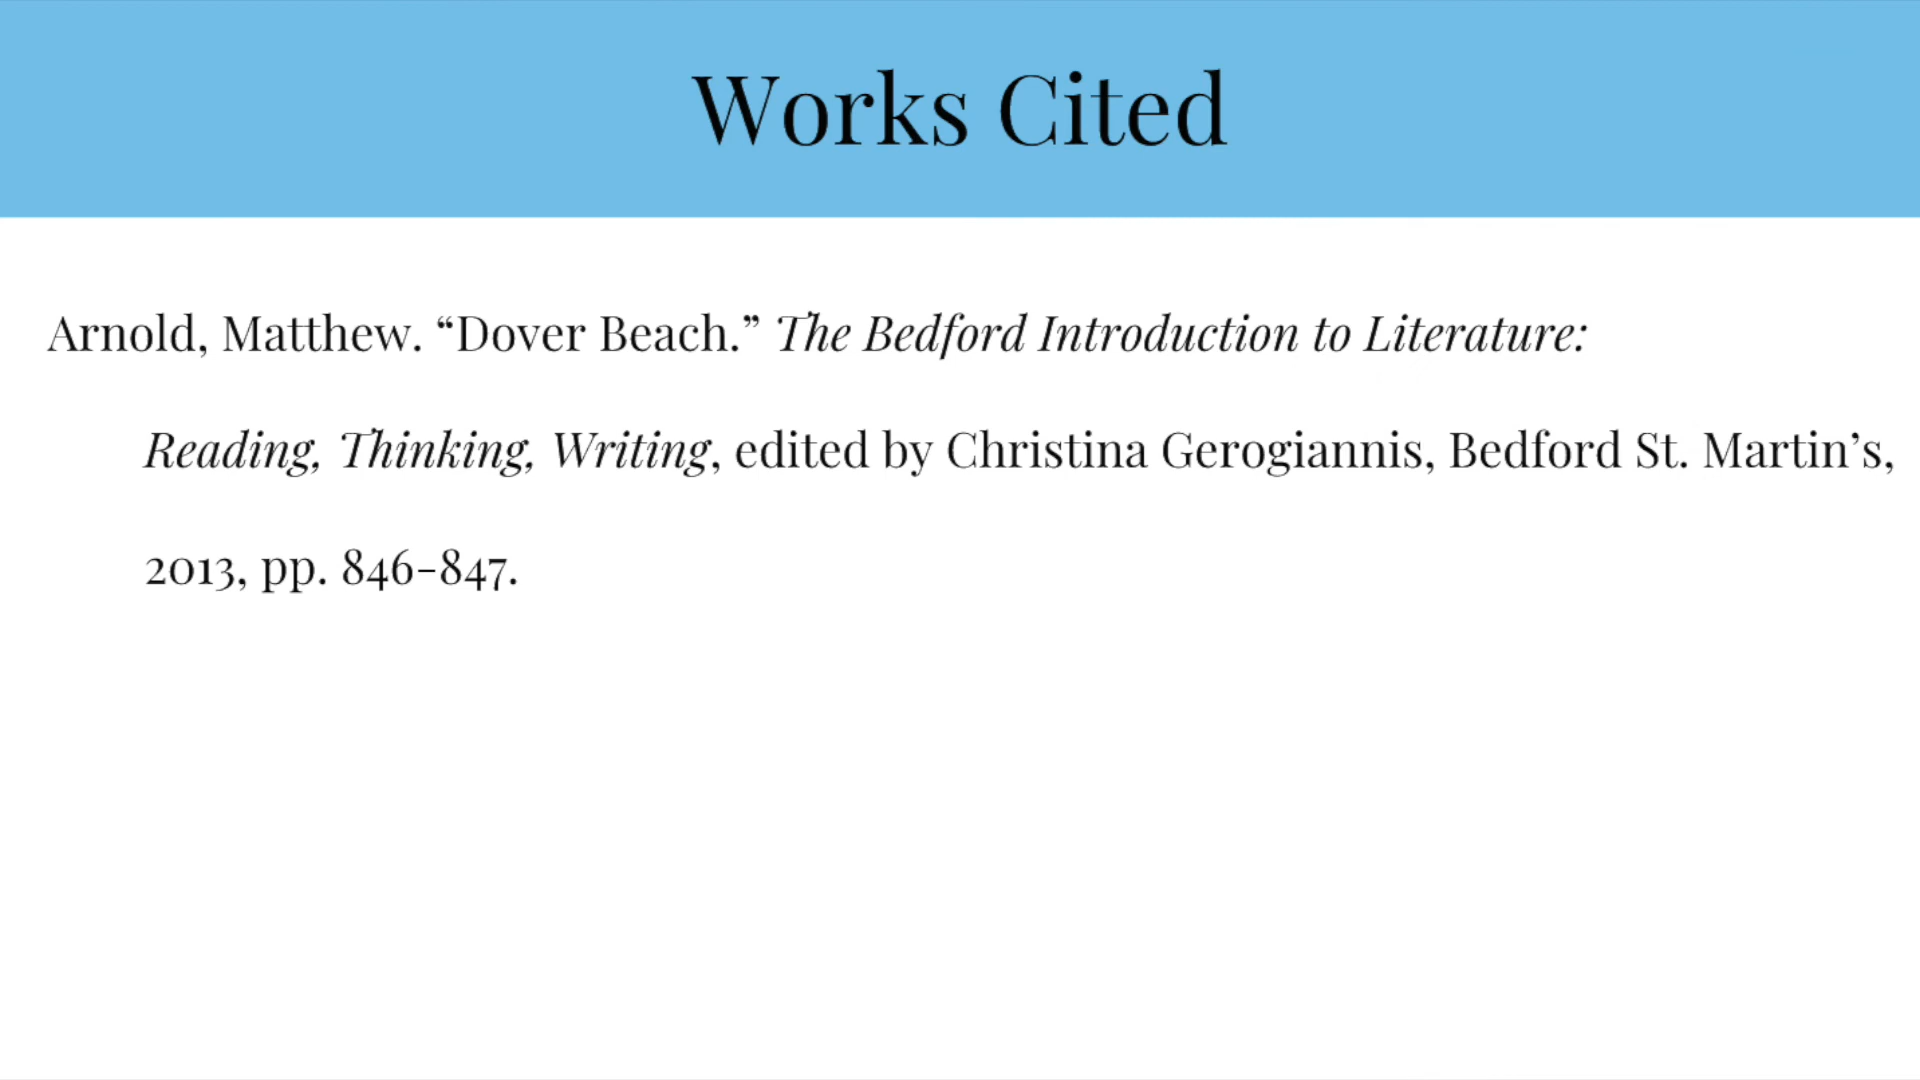 Works Cited
Arnold, Matthew. “Dover Beach.” The Bedford Introduction to Literature:
Reading, Thinking, Writing, edited by Christina Gerogiannis, Bedford St. Martin’s,
2013, pp. 846-847.